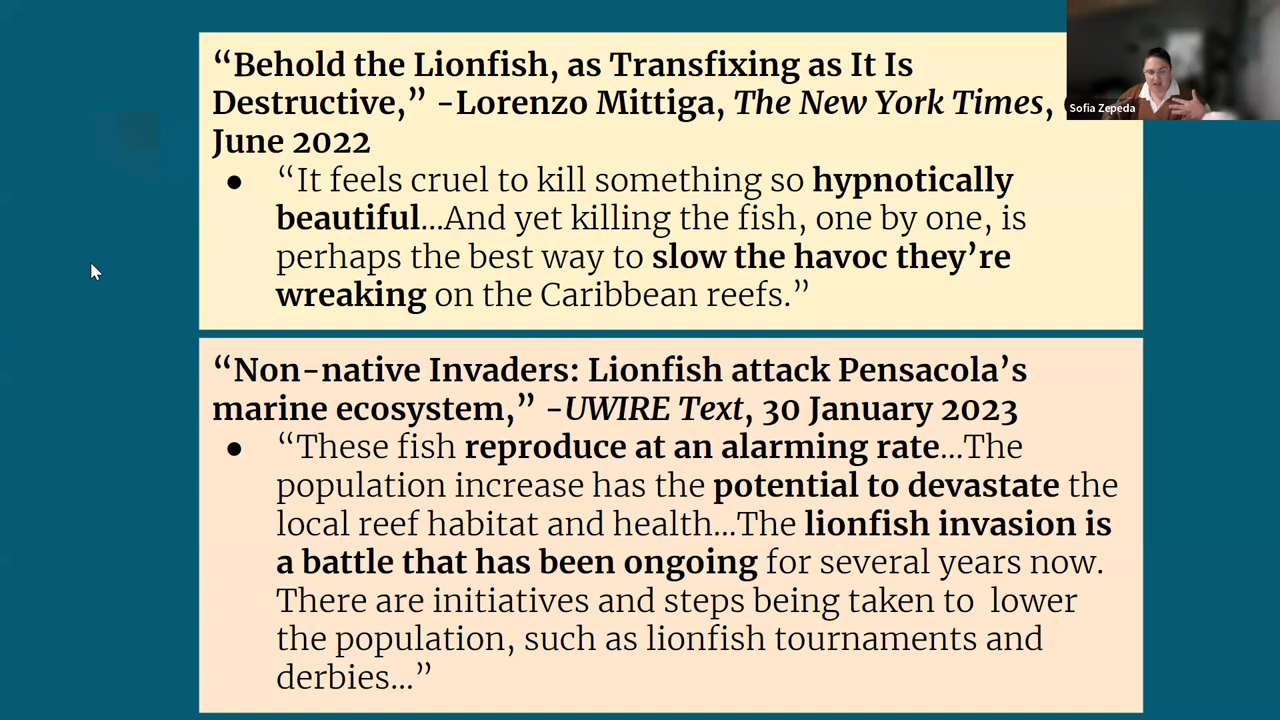 “Behold the Lionfish, as Transfixing as It Is
Destructive,” -Lorenzo Mittiga, The New York Times,
June 2022
● “It feels cruel to kill something so hypnotically
beautiful...And yet killing the fish, one by one, is
perhaps the best way to slow the havoc they’re
wreaking on the Caribbean reefs.”
“Non-native Invaders: Lionfish attack Pensacola’s
marine ecosystem,” -UWIRE Text, 30 January 2023
● “These fish reproduce at an alarming rate...The
population increase has the potential to devastate the
local reef habitat and health...The lionfish invasion is
a battle that has been ongoing for several years now.
There are initiatives and steps being taken to  lower
the population, such as lionfish tournaments and
derbies...”
Sofia Zepeda